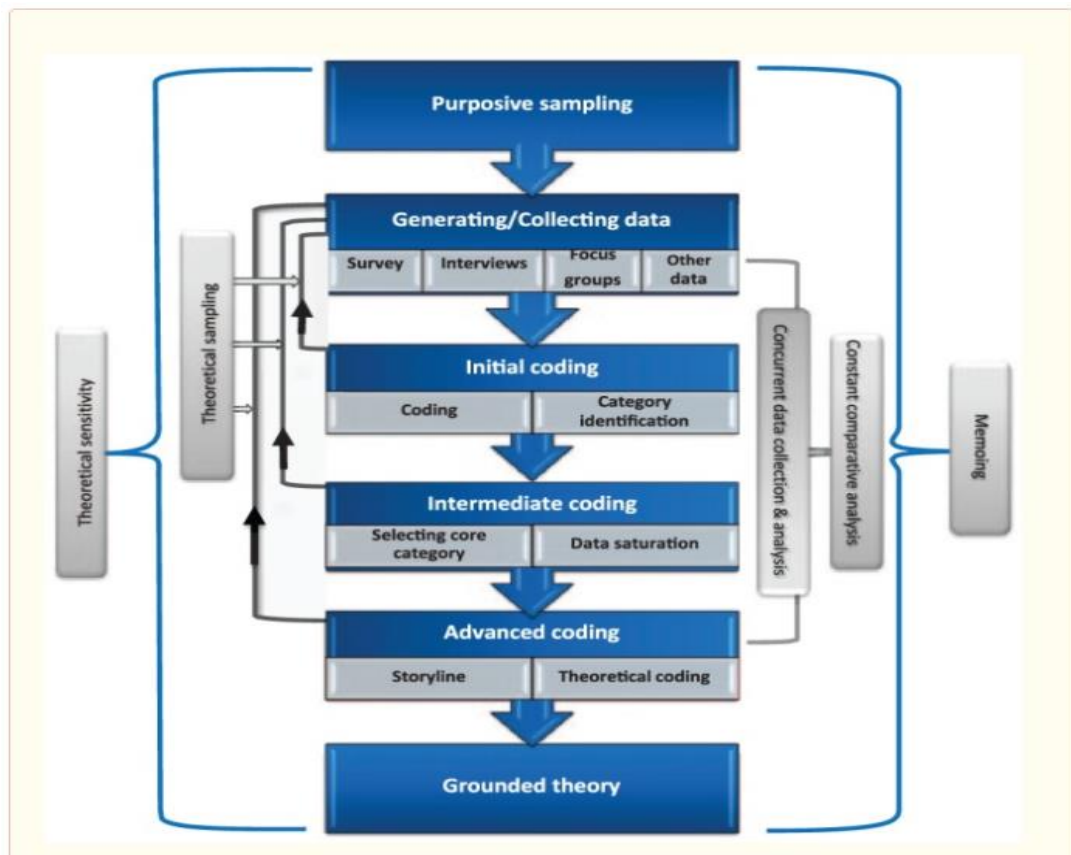 Purposive sampling
Generating/Collecting data
Survey
Interviews
Focus
groups
Other
data
Initial coding
Coding
Category
identification
Intermediate coding
Selecting core
category
Data saturation
Advanced coding
Storyline
Theoretical coding
Grounded theory
Theoretical sensitivity
Theoretical sampling
Concurrent data collection & analysis
Constant comparative analysis
Memoing